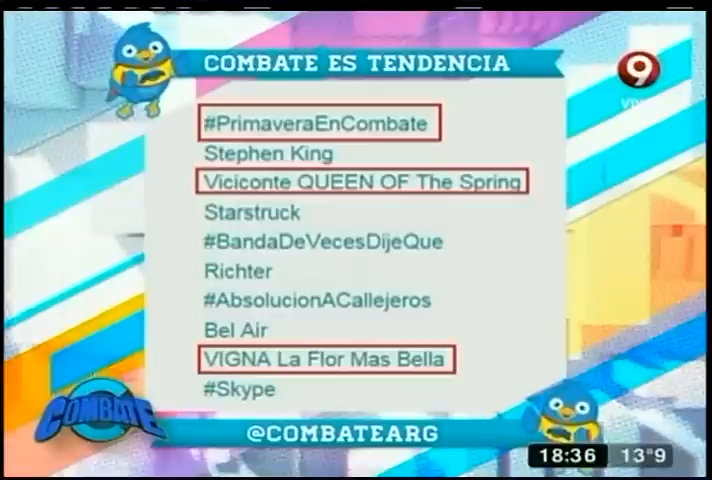 COMBATE ES TENDENCIA
9
VIVO
#PrimaveraEnCombate
Stephen King
Viciconte QUEEN OF The Spring
Starstruck
#BandaDeVecesDijeQue
Richter
#AbsolucionACallejeros
Bel Air
VIGNA La Flor Mas Bella
#Skype
COMBATE
@COMBATEARG
18:36 13°9